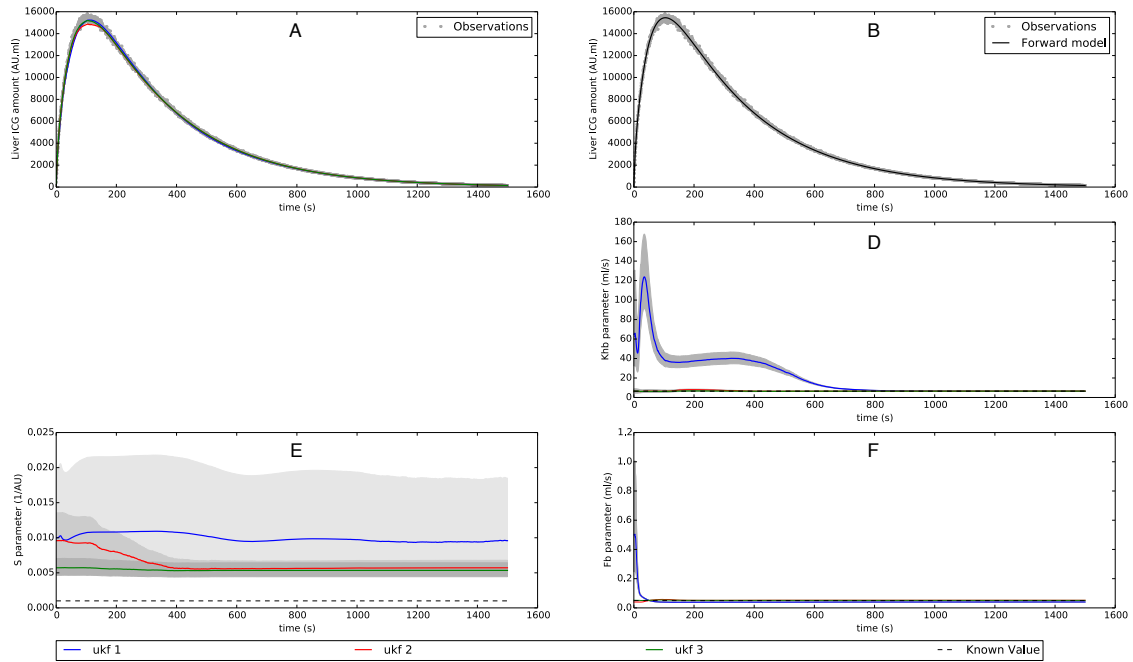 A
Observations
Liver ICG amount (AU.ml)
16000
14000
12000
10000
8000
6000
4000
2000
0
0 200 400 600 800 1000 1200 1400 1600
time (s)
B
Observations
Forward model
Liver ICG amount (AU.ml)
16000
14000
12000
10000
8000
6000
4000
2000
0
0 200 400 600 800 1000 1200 1400 1600
time (s)
D
Khb parameter (ml/s)
180
160
140
120
100
80
60
40
20
0
0 200 400 600 800 1000 1200 1400 1600
time (s)
E
S parameter (1/AU)
0.025
0.020
0.015
0.010
0.005
0.000
0 200 400 600 800 1000 1200 1400 1600
time (s)
F
Fb parameter (ml/s)
1.2
1.0
0.8
0.6
0.4
0.2
0.0
0 200 400 600 800 1000 1200 1400 1600
time (s)
ukf 1 ukf 2 ukf 3 Known Value